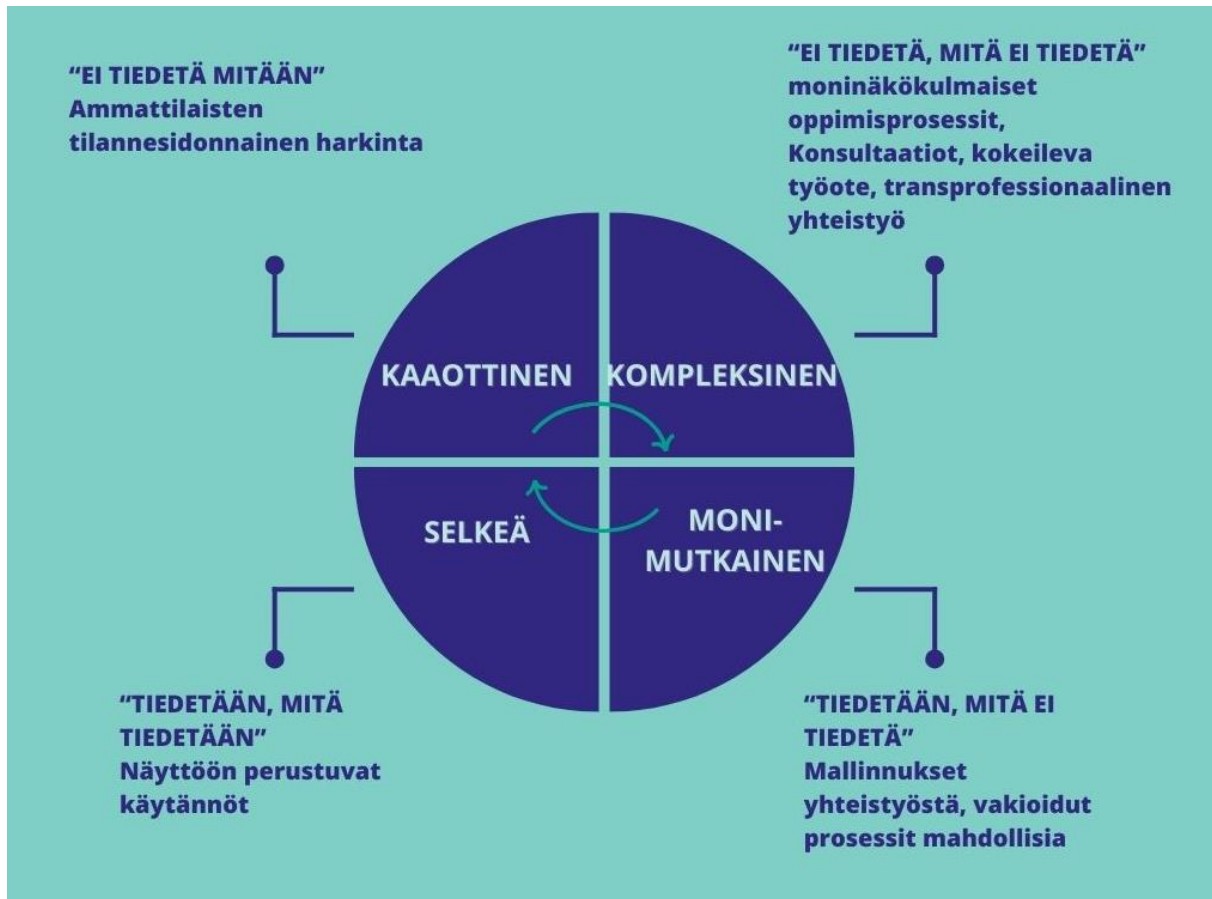 “EI TIEDETÄ MITÄÄN”
Ammattilaisten
tilannesidonnainen harkinta
“EI TIEDETÄ, MITÄ EI TIEDETÄ”
moninäkökulmaiset
oppimisprosessit,
Konsultaatiot, kokeileva
työote, transprofessionaalinen
yhteistyö
KAAOTTINEN
KOMPLEKSINEN
SELKEÄ
MONI-
MUTKAINEN
“TIEDETÄÄN, MITÄ
TIEDETÄÄN”
Näyttöön perustuvat
käytännöt
“TIEDETÄÄN, MITÄ EI
TIEDETÄ”
Mallinnukset
yhteistyöstä, vakioidut
prosessit mahdollisia